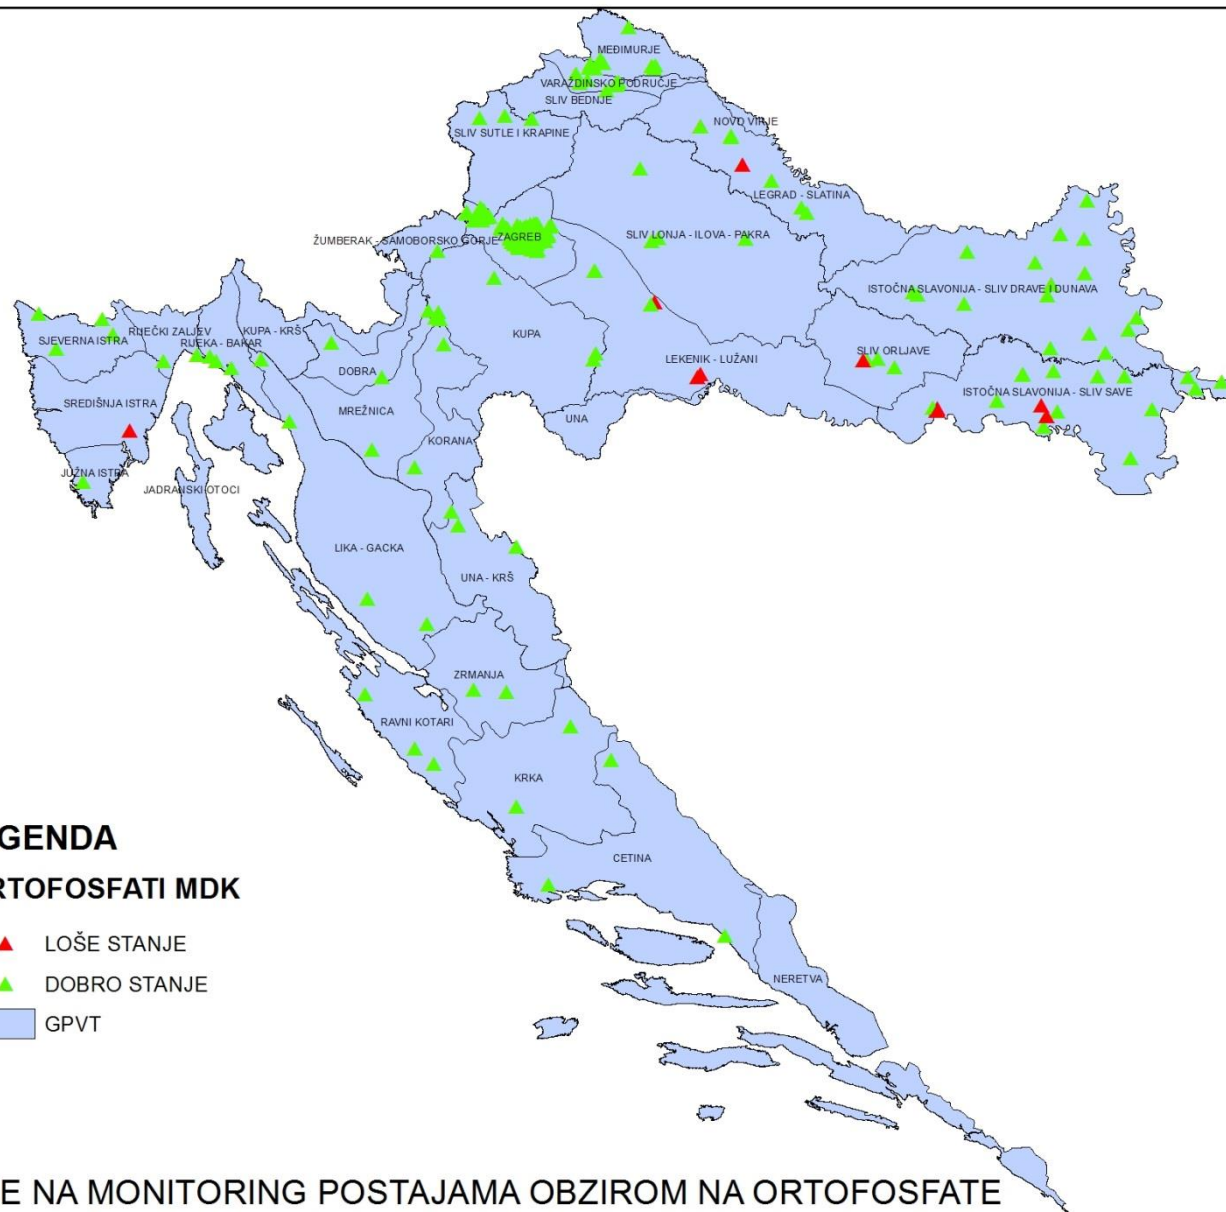 MEĐIMURJE
VARAŽDINSKO PODRUČJE
SLIV BEDNJE
NOVO VIRJE
SLIV SUTLE I KRAPINE
LEGRAD - SLATINA
ŽUMBERAK - SAMOBORSKO GORJE
ZAGREB
SLIV LONJA - ILOVA - PAKRA
ISTOČNA SLAVONIJA - SLIV DRAVE I DUNAVA
SJEVERNA ISTRA
RIJEČKI ZALJEV
KUPA - KRŠ
RIJEKA - BAKAR
KUPA
LEKENIK - LUŽANI
SLIV ORLJAVE
DOBRA
ISTOČNA SLAVONIJA - SLIV SAVE
SREDIŠNJA ISTRA
MREŽNICA
UNA
KORANA
JUŽNA ISTRA
JADRANSKI OTOCI
LIKA - GACKA
UNA - KRŠ
ZRMANJA
RAVNI KOTARI
KRKA
CETINA
NERETVA
GENDA
RTOFOSFATI MDK
LOŠE STANJE
DOBRO STANJE
GPVT
E NA MONITORING POSTAJAMA OBZIROM NA ORTOFOSFATE